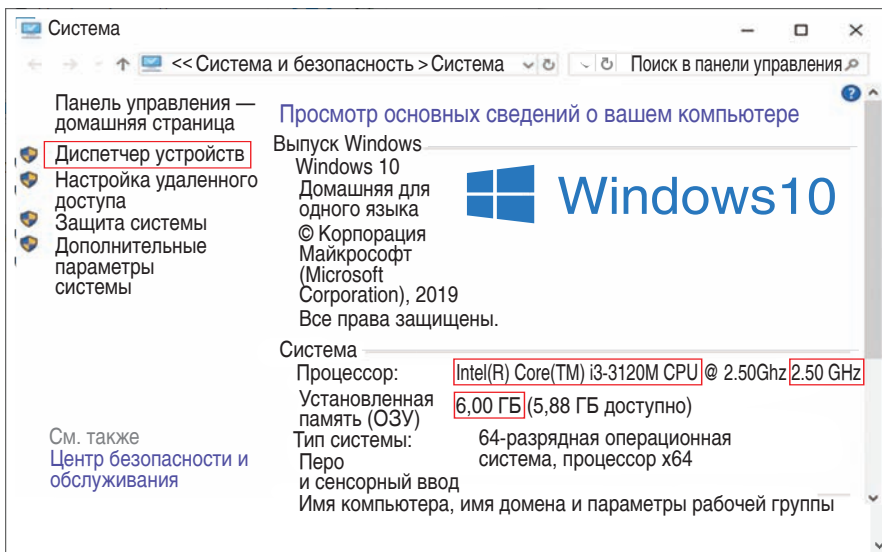 Система
<< Система и безопасность > Система
Поиск в панели управления
Панель управления —
домашняя страница
Диспетчер устройств
Настройка удаленного
доступа
Защита системы
Дополнительные
параметры
системы
См. также
Центр безопасности и
обслуживания
Просмотр основных сведений о вашем компьютере
Выпуск Windows
Windows 10
Домашняя для
одного языка
© Корпорация
Майкрософт
(Microsoft
Corporation), 2019
Все права защищены.
Windows10
Система
Процессор: Intel(R) Core(TM) i3-3120M CPU @ 2.50Ghz 2.50 GHz
Установленная
память (ОЗУ) 6,00 ГБ (5,88 ГБ доступно)
Тип системы: 64-разрядная операционная
система, процессор x64
Перо
и сенсорный ввод
Имя компьютера, имя домена и параметры рабочей группы